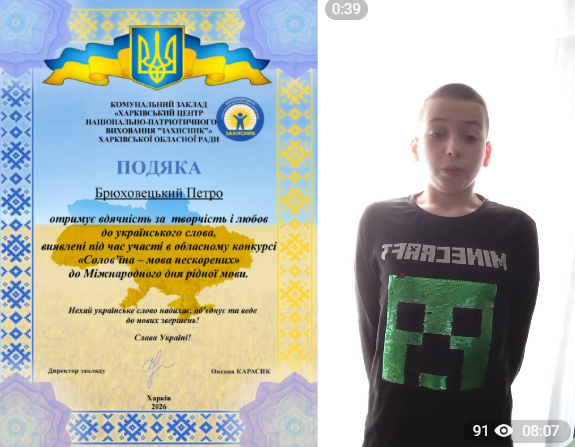 КОМУНАЛЬНИЙ ЗАКЛАД
«ХАРКІВСЬКИЙ ЦЕНТР
НАЦІОНАЛЬНО-ПАТРІОТИЧНОГО
ВИХОВАННЯ "ЗАХИСНИК"»
ХАРКІВСЬКОЇ ОБЛАСНОЇ РАДИ
ЗАХИСНИК
ПОДЯКА
Брюховецький Петро
отримує вдячність за творчість і любов
до українського слова,
виявлені під час участі в обласному конкурсі
«Солов’їна – мова нескорених»
до Міжнародного дня рідної мови.
Нехай українське слово надихає, об’єднує та веде
до нових звершень!
Слава Україні!
Директор закладу
Оксана КАРАСИК
Харків
2026
0:39
MINECRAFT
91
08:07